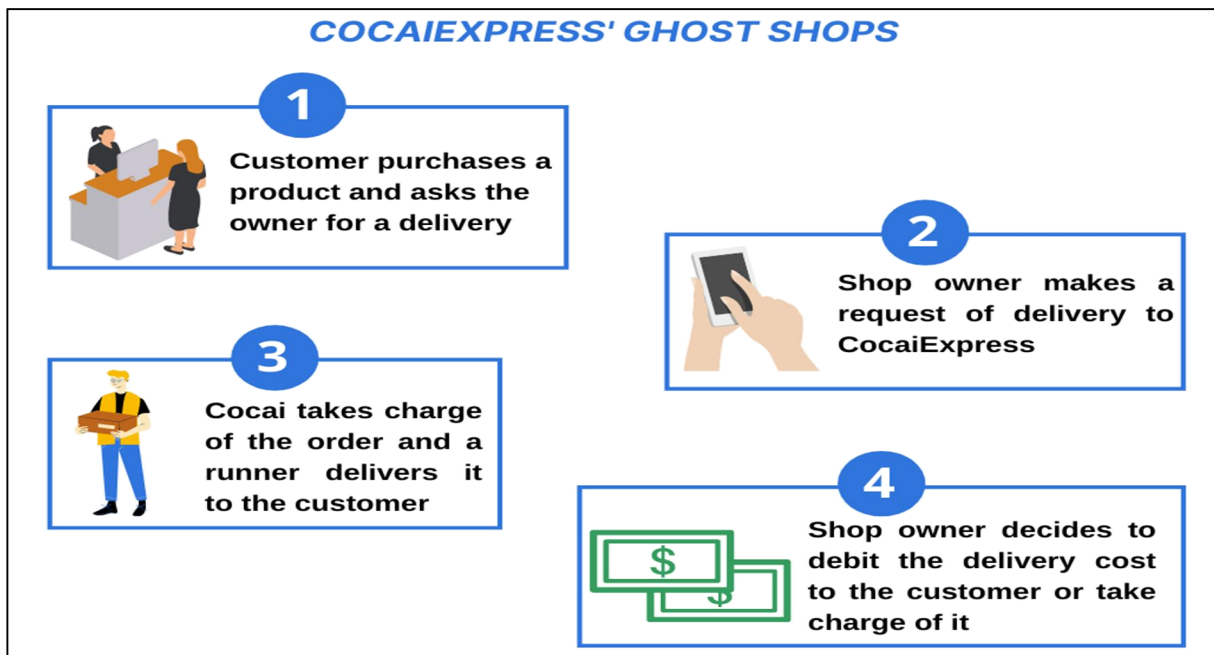 COCAIEXPRESS' GHOST SHOPS
1
Customer purchases a
product and asks the
owner for a delivery
2
Shop owner makes a
request of delivery to
CocaiExpress
3
Cocai takes charge
of the order and a
runner delivers it
to the customer
4
Shop owner decides to
debit the delivery cost
to the customer or take
charge of it
$
$